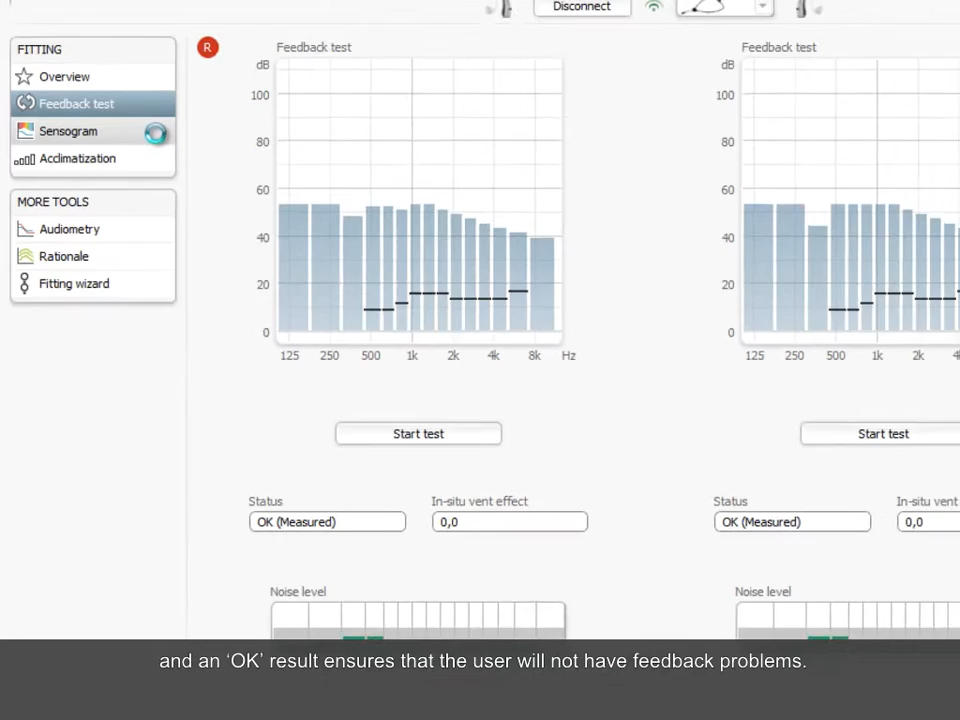 Disconnect
FITTING
Overview
Feedback test
Sensogram
Acclimatization
MORE TOOLS
Audiometry
Rationale
Fitting wizard
R
Feedback test
dB
100
80
60
40
20
0
125 250 500 1k 2k 4k 8k Hz
Start test
Status
OK (Measured)
In-situ vent effect
0,0
Noise level
Feedback test
dB
100
80
60
40
20
0
125 250 500 1k 2k 4k
Start test
Status
OK (Measured)
In-situ vent
0,0
Noise level
and an ‘OK’ result ensures that the user will not have feedback problems.